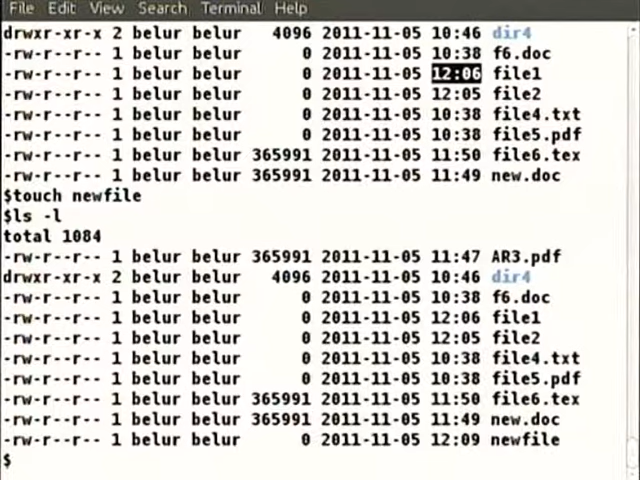 File Edit View Search Terminal Help
drwxr-xr-x 2 belur belur 4096 2011-11-05 10:46 dir4
-rw-r--r-- 1 belur belur 0 2011-11-05 10:38 f6.doc
-rw-r--r-- 1 belur belur 0 2011-11-05 12:06 file1
-rw-r--r-- 1 belur belur 0 2011-11-05 12:05 file2
-rw-r--r-- 1 belur belur 0 2011-11-05 10:38 file4.txt
-rw-r--r-- 1 belur belur 0 2011-11-05 10:38 file5.pdf
-rw-r--r-- 1 belur belur 365991 2011-11-05 11:50 file6.tex
-rw-r--r-- 1 belur belur 365991 2011-11-05 11:49 new.doc
$touch newfile
$ls -l
total 1084
-rw-r--r-- 1 belur belur 365991 2011-11-05 11:47 AR3.pdf
drwxr-xr-x 2 belur belur 4096 2011-11-05 10:46 dir4
-rw-r--r-- 1 belur belur 0 2011-11-05 10:38 f6.doc
-rw-r--r-- 1 belur belur 0 2011-11-05 12:06 file1
-rw-r--r-- 1 belur belur 0 2011-11-05 12:05 file2
-rw-r--r-- 1 belur belur 0 2011-11-05 10:38 file4.txt
-rw-r--r-- 1 belur belur 0 2011-11-05 10:38 file5.pdf
-rw-r--r-- 1 belur belur 365991 2011-11-05 11:50 file6.tex
-rw-r--r-- 1 belur belur 365991 2011-11-05 11:49 new.doc
-rw-r--r-- 1 belur belur 0 2011-11-05 12:09 newfile
$